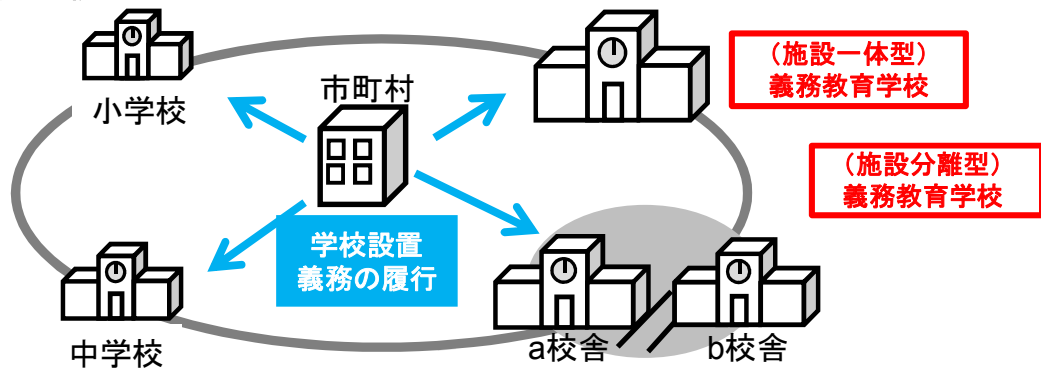 小学校
市町村
（施設一体型）
義務教育学校
（施設分離型）
義務教育学校
学校設置
義務の履行
中学校
a校舎
b校舎